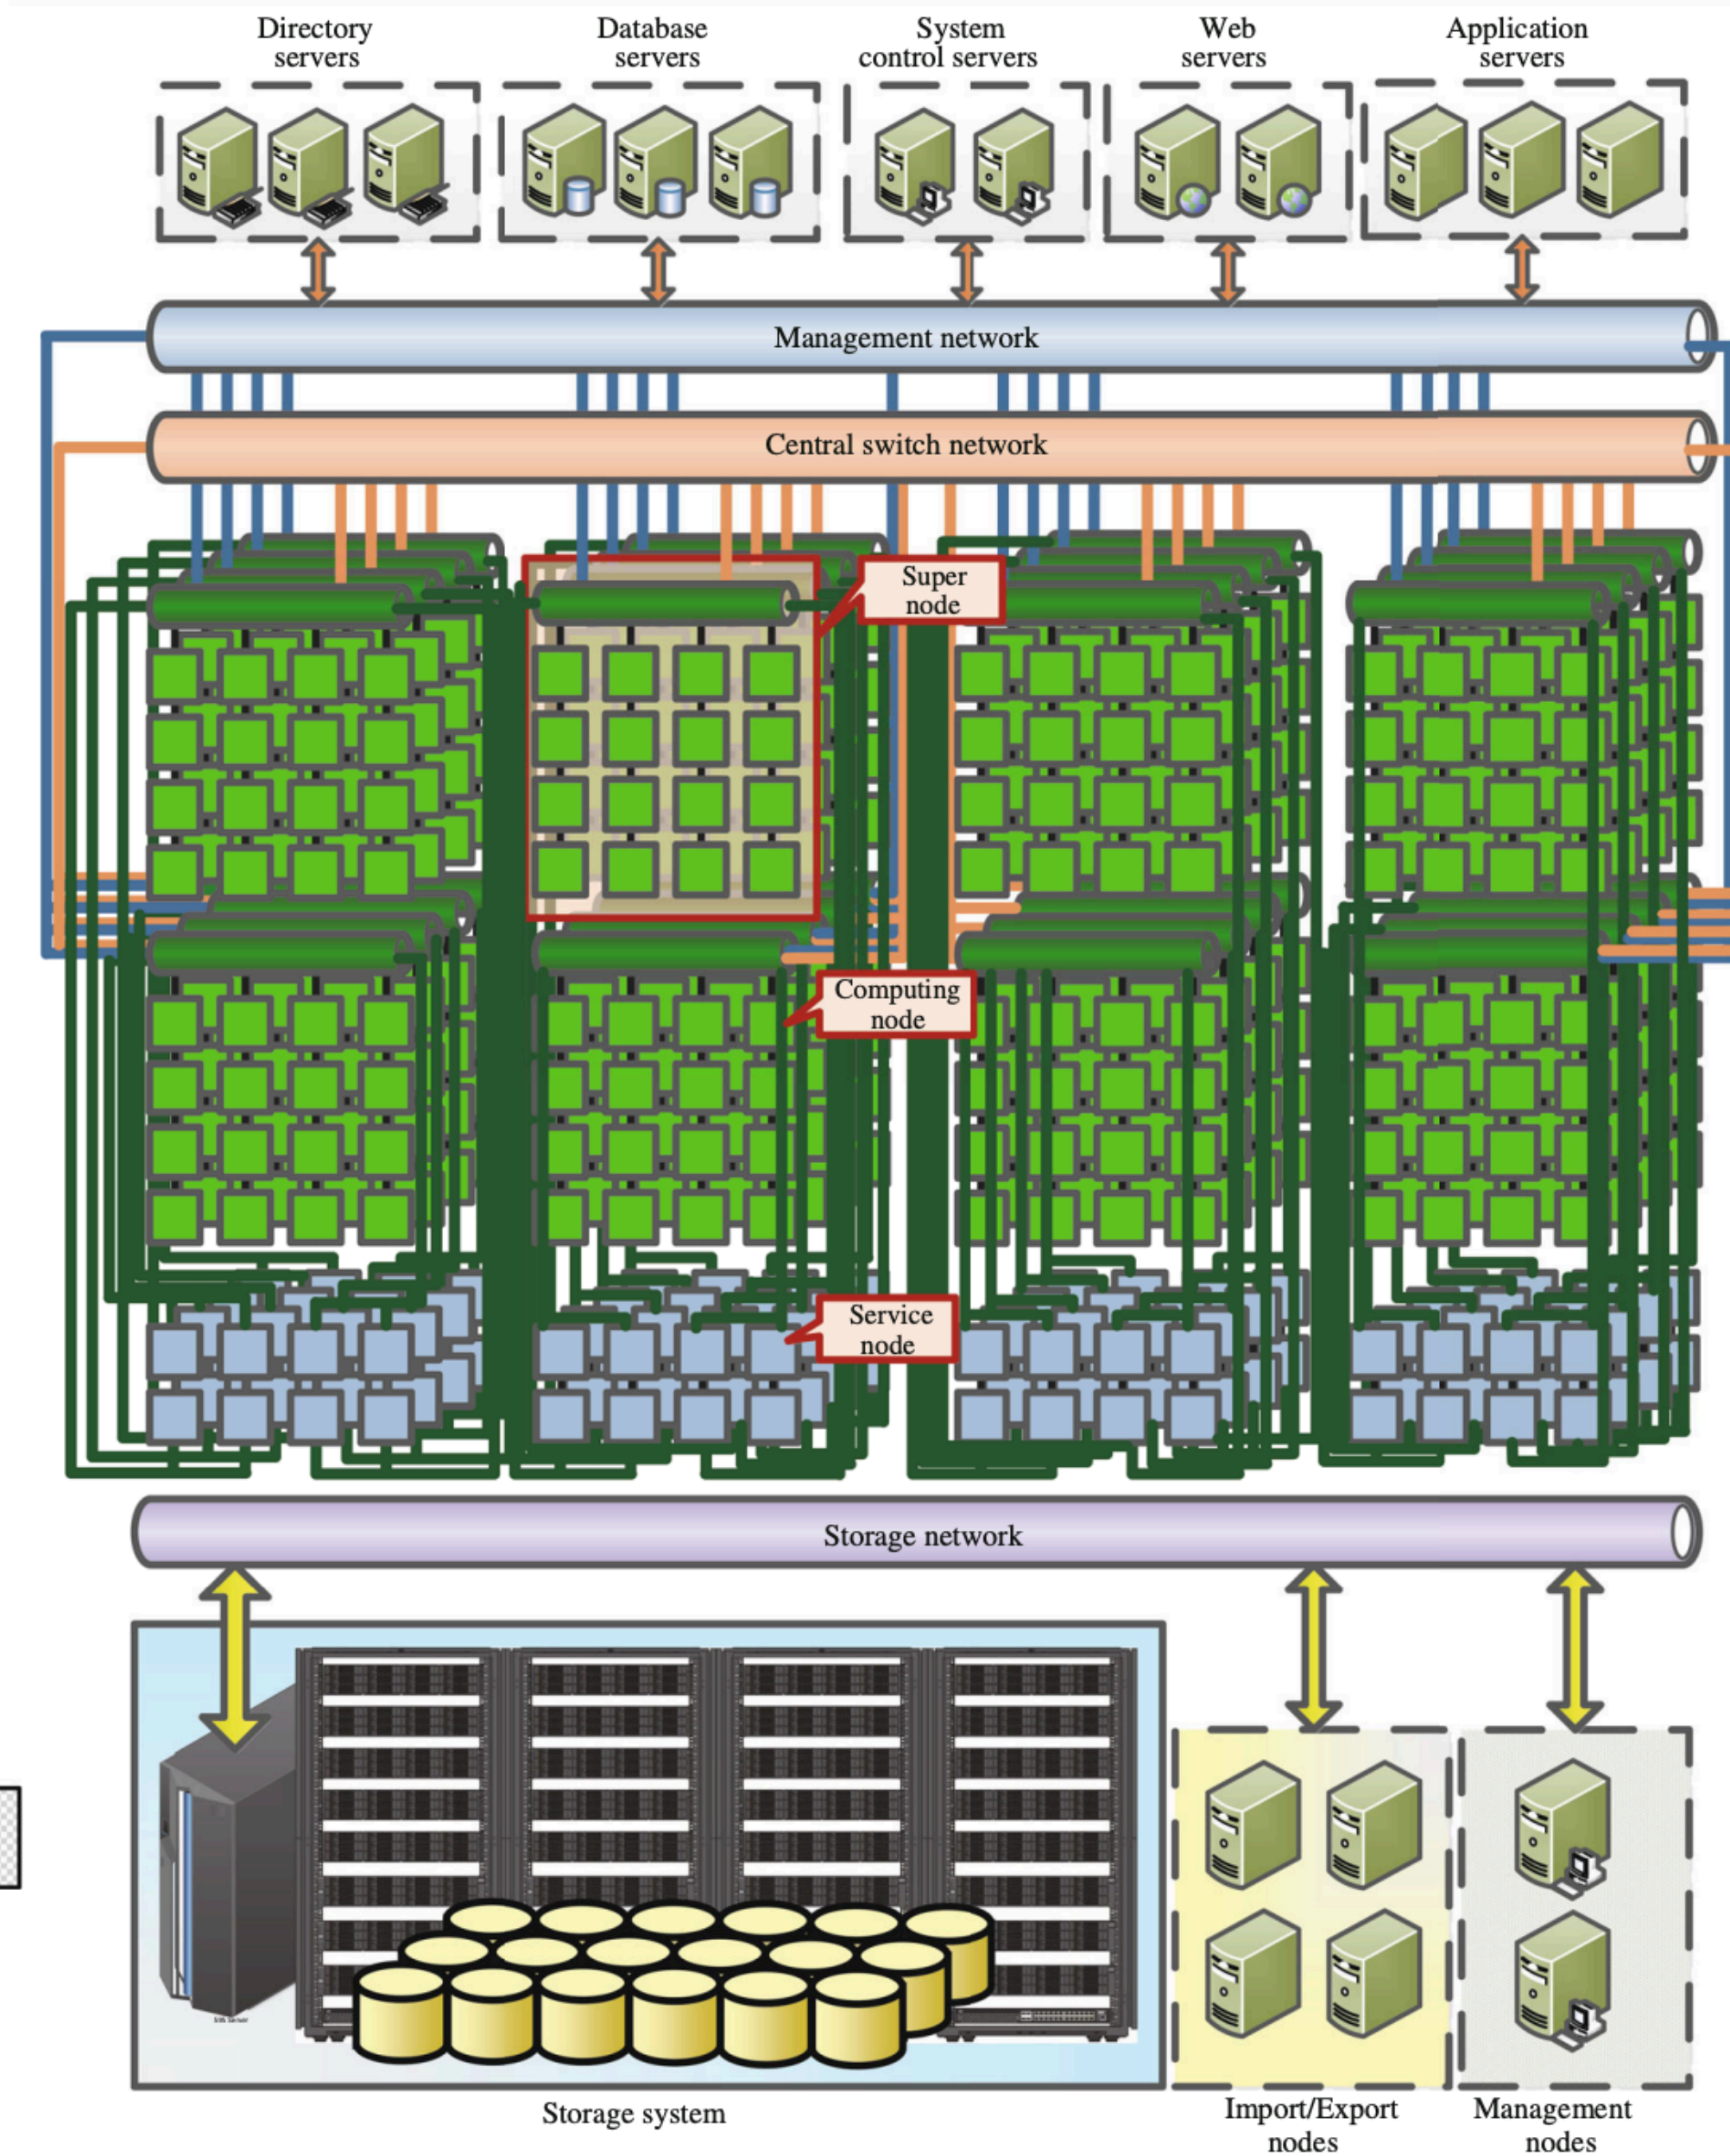 Directory
servers
Database
servers
System
control servers
Web
servers
Application
servers
Management network
Central switch network
Super
node
Computing
node
Service
node
Storage network
Storage system
Import/Export
nodes
Management
nodes